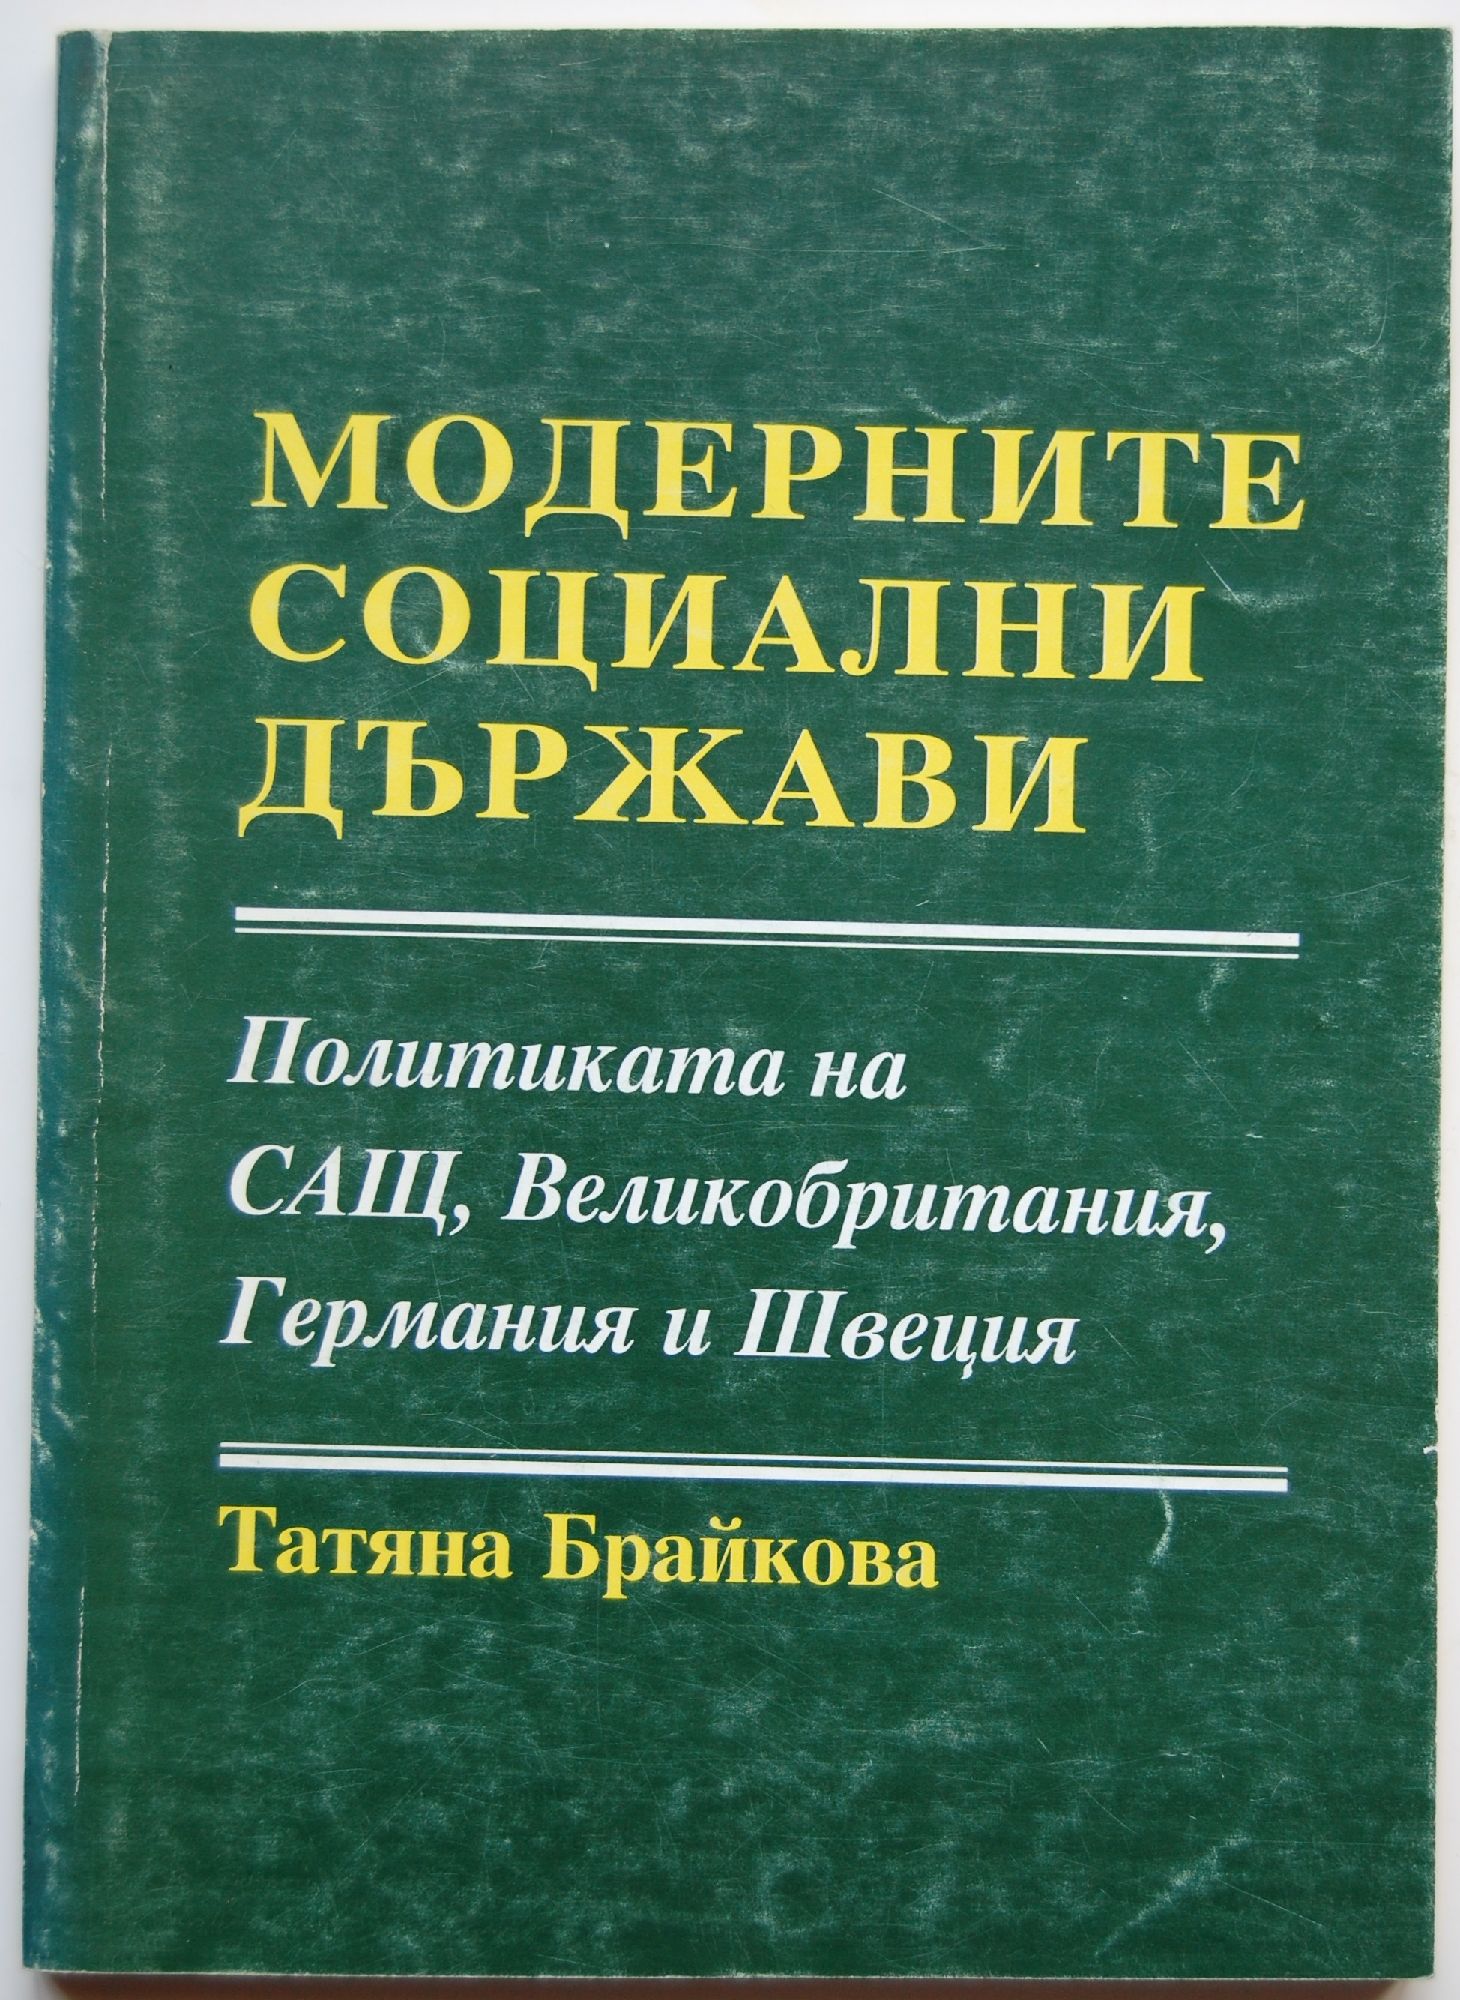 МОДЕРНИТЕ
СОЦИАЛНИ
ДЪРЖАВИ
Политиката на
САЩ, Великобритания,
Германия и Швеция
Татяна Брайкова